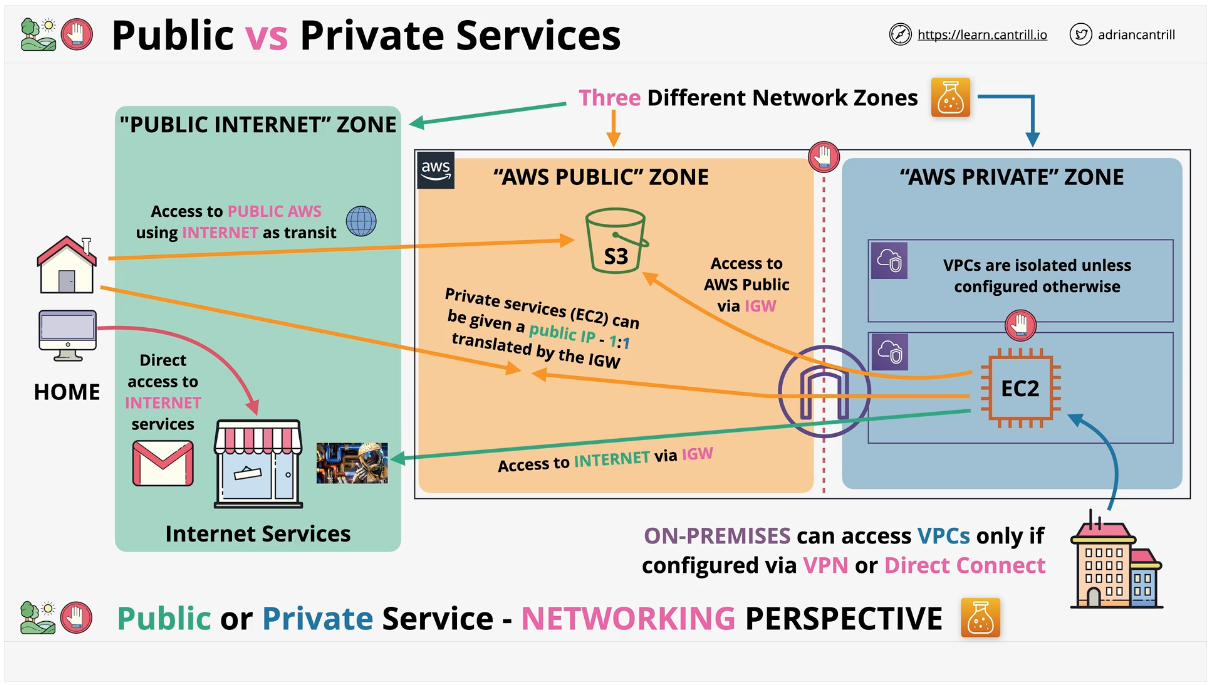 Public vs Private Services
https://learn.cantrill.io
adriancantrill
Three Different Network Zones
"PUBLIC INTERNET” ZONE
aws
“AWS PUBLIC” ZONE
“AWS PRIVATE” ZONE
Access to PUBLIC AWS
using INTERNET as transit
S3
Access to
AWS Public
via IGW
VPCs are isolated unless
configured otherwise
Private services (EC2) can
be given a public IP - 1:1
translated by the IGW
HOME
Direct
access to
INTERNET
services
EC2
Access to INTERNET via IGW
Internet Services
ON-PREMISES can access VPCs only if
configured via VPN or Direct Connect
Public or Private Service - NETWORKING PERSPECTIVE